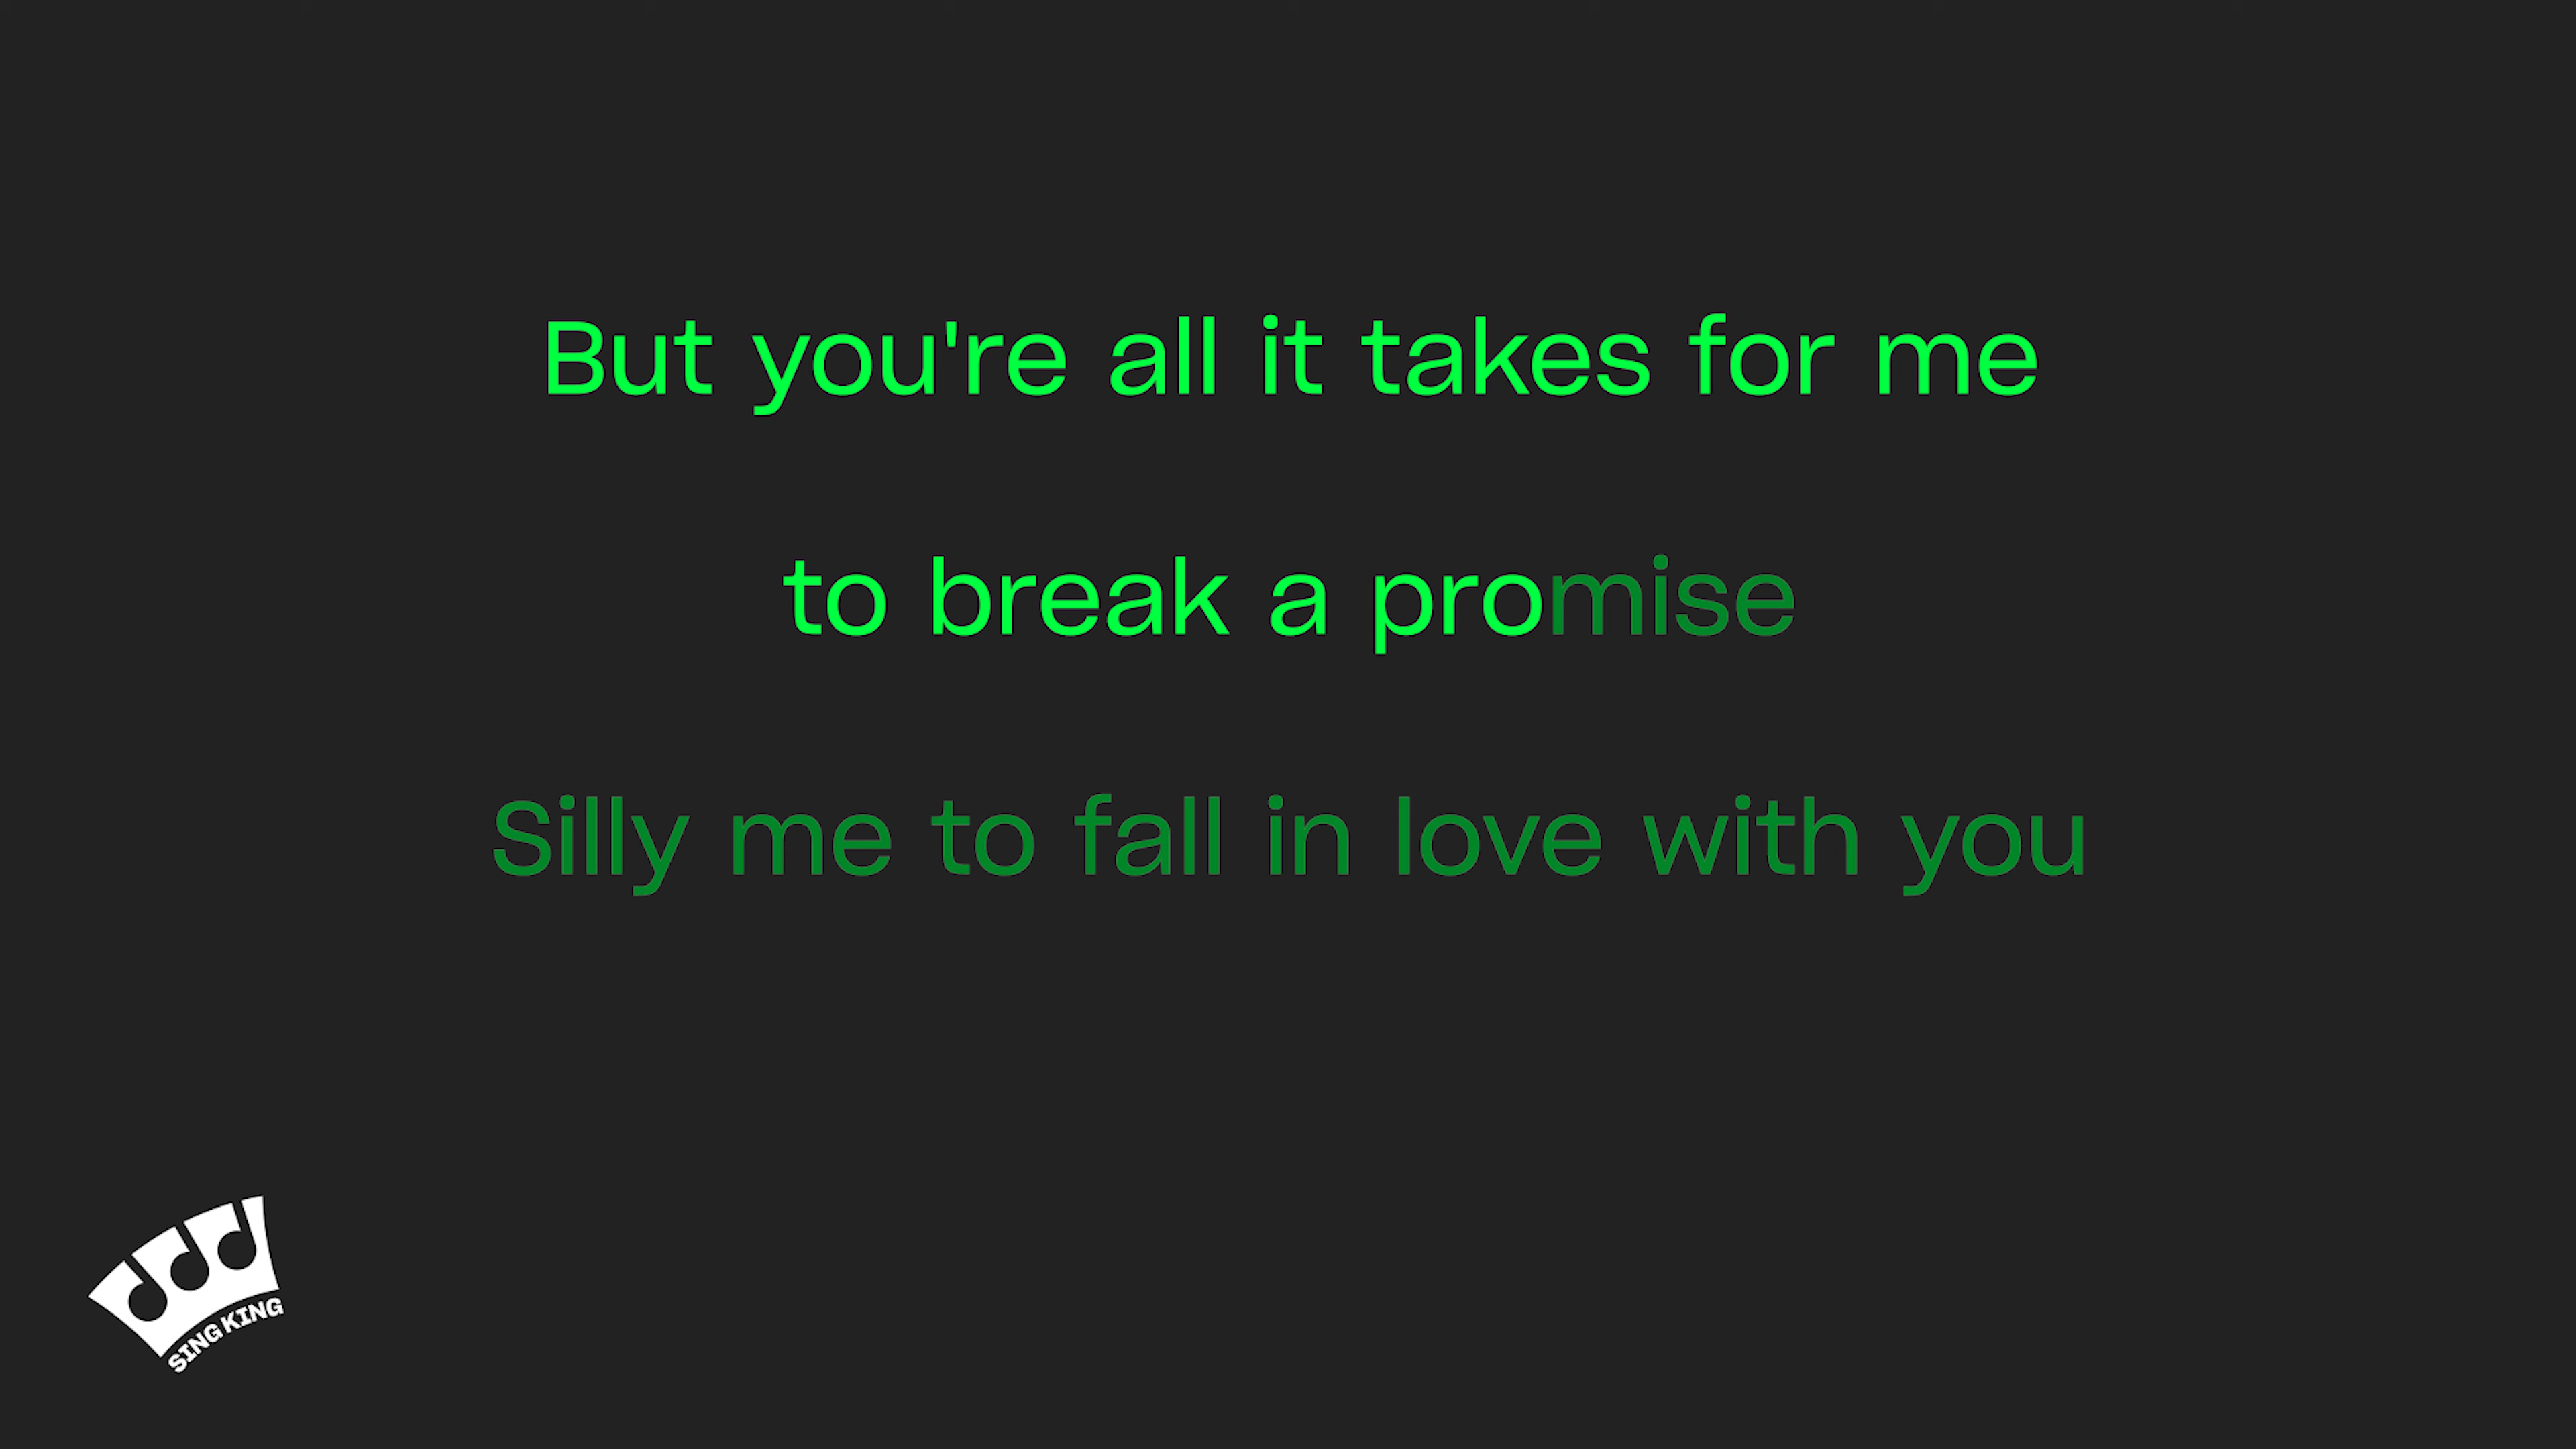 But you're all it takes for me
to break a promise
Silly me to fall in love with you
SING KING